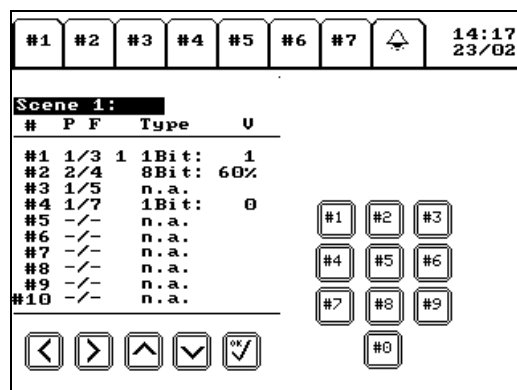 #1 #2 #3 #4 #5 #6 #7 14:17
23/02
Scene 1:
# P F Type V
#1 1/3 1 1Bit: 1
#2 2/4 8Bit: 60%
#3 1/5 n.a.
#4 1/7 1Bit: 0
#5 -/- n.a.
#6 -/- n.a.
#7 -/- n.a.
#8 -/- n.a.
#9 -/- n.a.
#10 -/- n.a.
OK
#1 #2 #3
#4 #5 #6
#7 #8 #9
#0